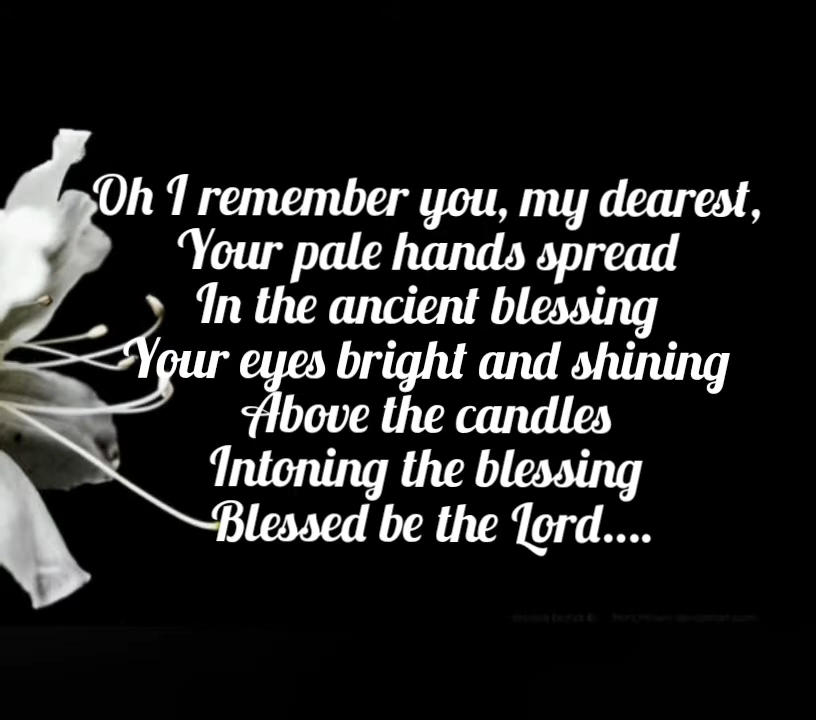 Oh I remember you, my dearest,
Your pale hands spread
In the ancient blessing
Your eyes bright and shining
Above the candles
Intoning the blessing
Blessed be the Lord....